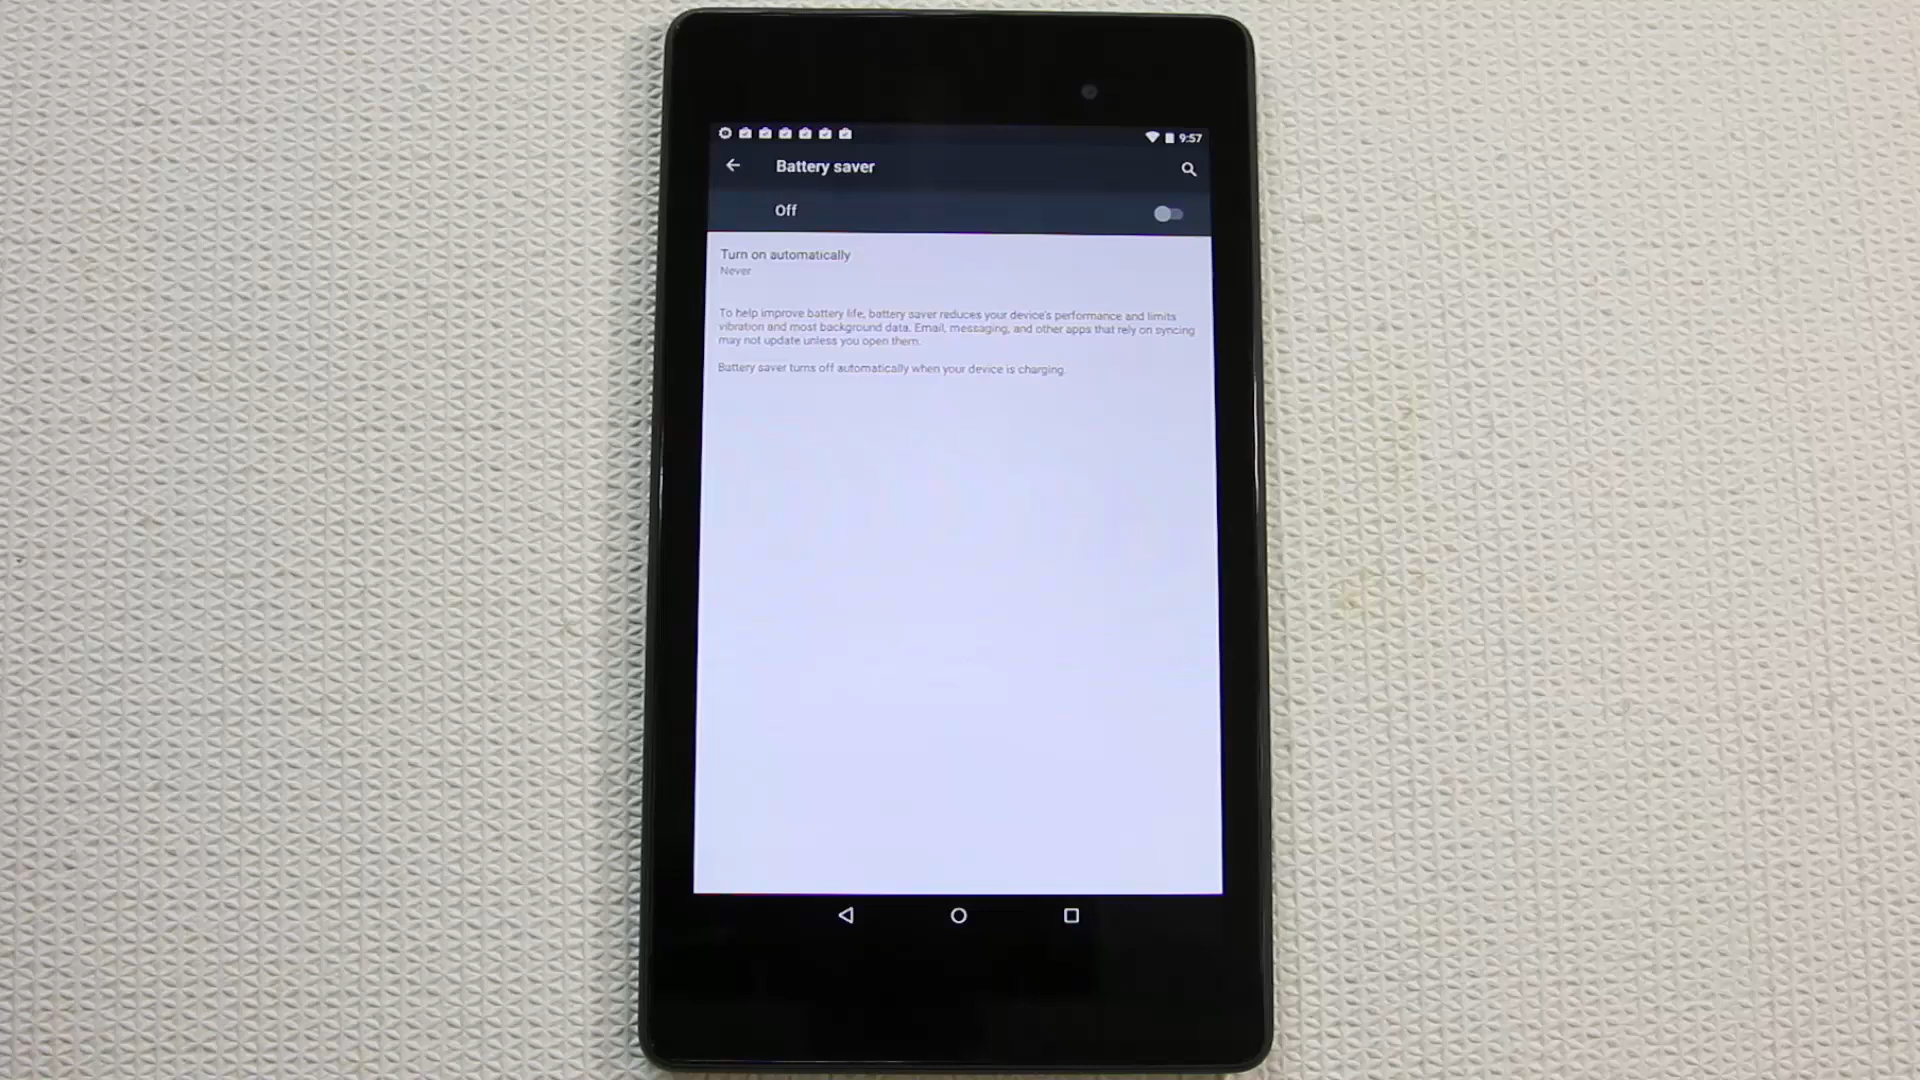 9:57
Battery saver
Off
Turn on automatically
Never
To help improve battery life, battery saver reduces your device's performance and limits
vibration and most background data. Email, messaging, and other apps that rely on syncing
may not update unless you open them.
Battery saver turns off automatically when your device is charging.